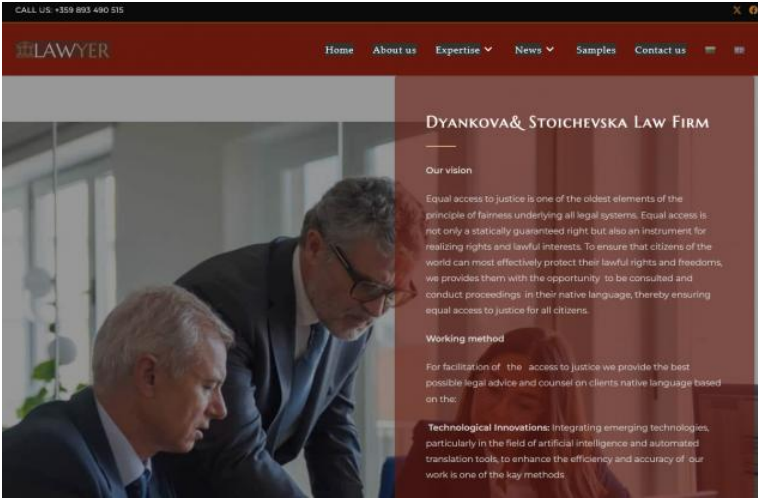 CALL US: +359 893 490 515
LAWYER
Home About us Expertise News Samples Contact us
DYANKOVA& STOICHEVSKA LAW FIRM
Our vision
Equal access to justice is one of the oldest elements of the
principle of fairness underlying all legal systems. Equal access is
not only a statically guaranteed right but also an instrument for
realizing rights and lawful interests. To ensure that citizens of the
world can most effectively protect their lawful rights and freedoms,
we provides them with the opportunity to be consulted and
conduct proceedings in their native language, thereby ensuring
equal access to justice for all citizens.
Working method
For facilitation of the access to justice we provide the best
possible legal advice and counsel on clients native language based
on the:
Technological Innovations: Integrating emerging technologies,
particularly in the field of artificial intelligence and automated
translation tools, to enhance the efficiency and accuracy of our
work is one of the kay methods